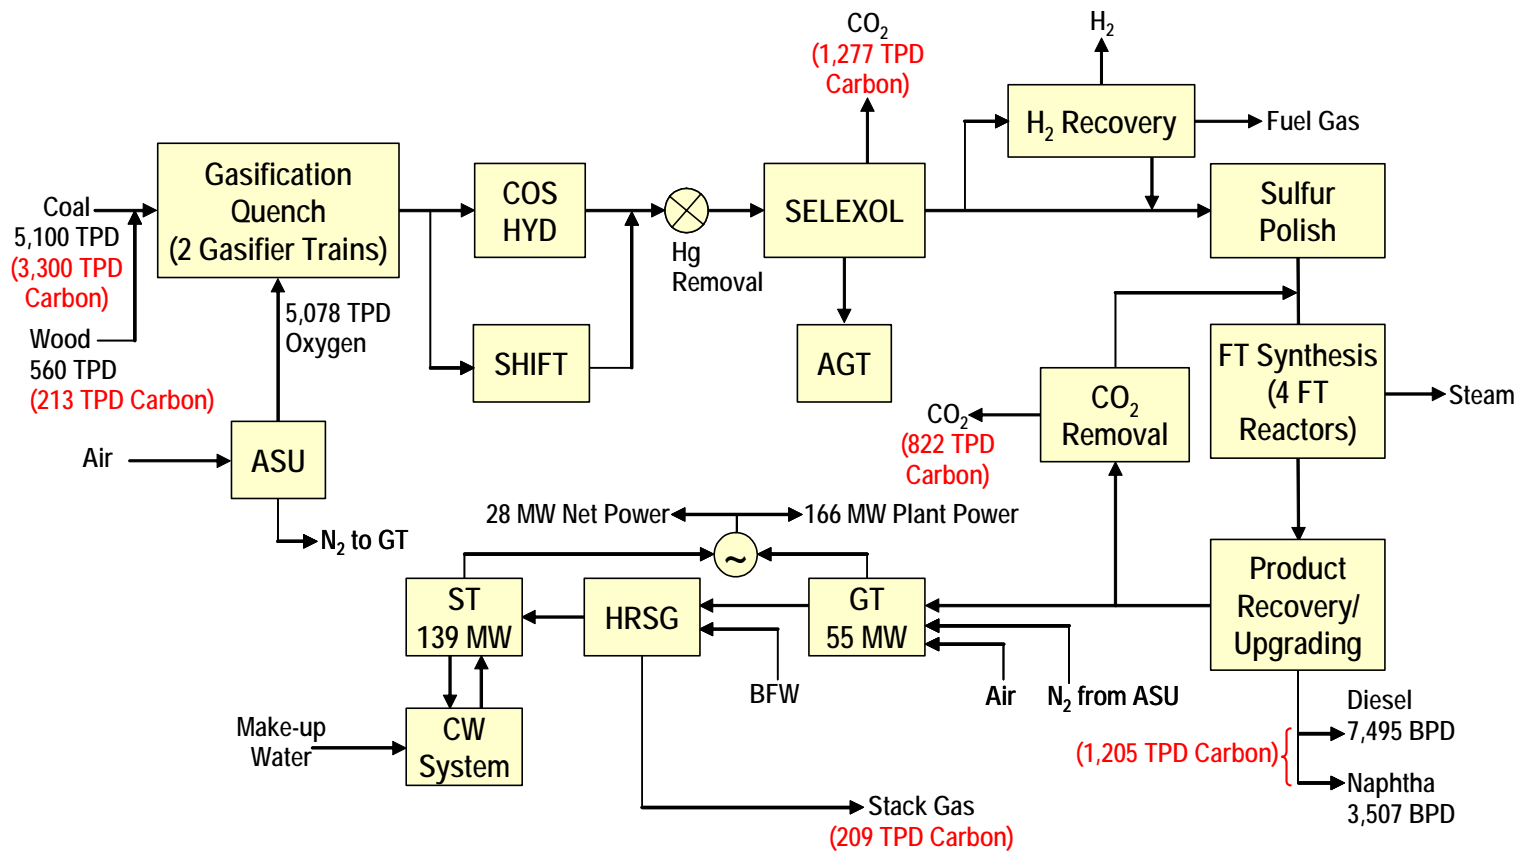 CO2
(1,277 TPD
Carbon)
H2
H2 Recovery
Fuel Gas
Gasification
Quench
(2 Gasifier Trains)
COS
HYD
SELEXOL
Sulfur
Polish
Coal
5,100 TPD
(3,300 TPD
Carbon)
Hg
Removal
Wood
560 TPD
(213 TPD Carbon)
5,078 TPD
Oxygen
SHIFT
AGT
CO2
Removal
FT Synthesis
(4 FT
Reactors)
Steam
CO2
(822 TPD
Carbon)
Air
ASU
N2 to GT
28 MW Net Power
166 MW Plant Power
~
ST
139 MW
HRSG
GT
55 MW
Product
Recovery/
Upgrading
BFW
Air
N2 from ASU
Make-up
Water
CW
System
Diesel
7,495 BPD
(1,205 TPD Carbon)
Naphtha
3,507 BPD
Stack Gas
(209 TPD Carbon)